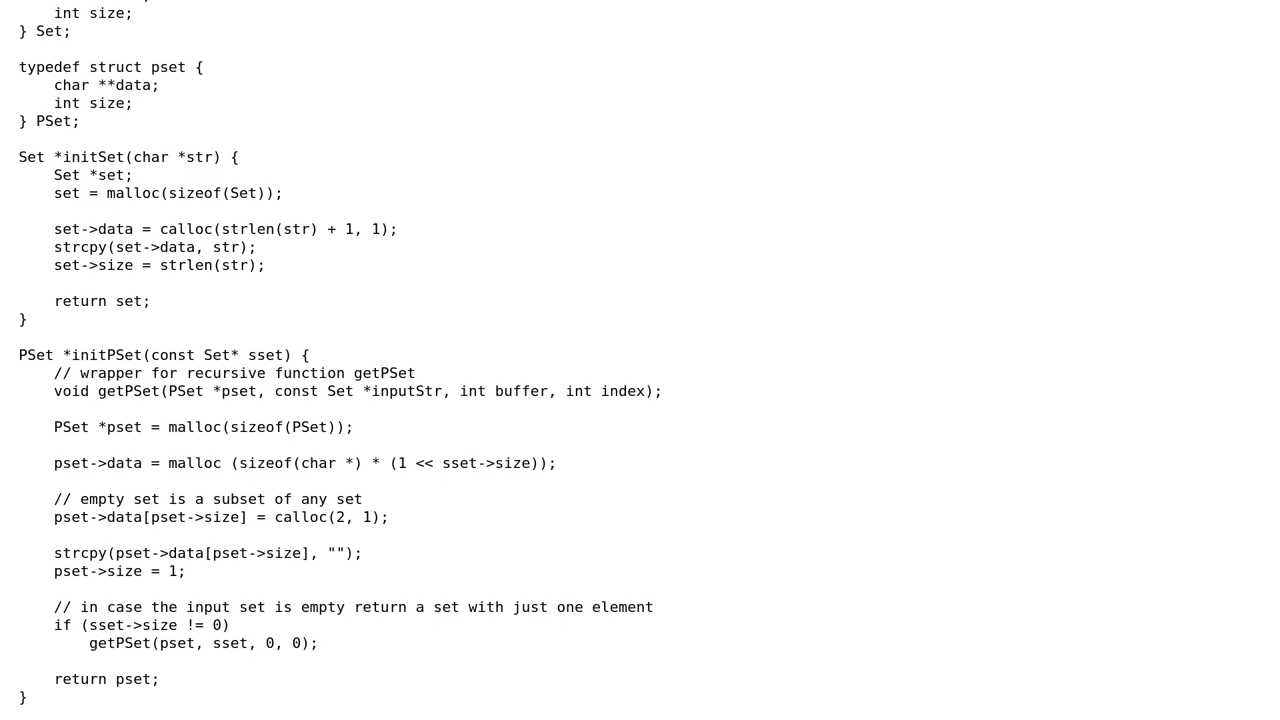 int size;
} Set;

typedef struct pset {
    char **data;
    int size;
} PSet;

Set *initSet(char *str) {
    Set *set;
    set = malloc(sizeof(Set));

    set->data = calloc(strlen(str) + 1, 1);
    strcpy(set->data, str);
    set->size = strlen(str);

    return set;
}

PSet *initPSet(const Set* sset) {
    // wrapper for recursive function getPSet
    void getPSet(PSet *pset, const Set *inputStr, int buffer, int index);

    PSet *pset = malloc(sizeof(PSet));

    pset->data = malloc (sizeof(char *) * (1 << sset->size));

    // empty set is a subset of any set
    pset->data[pset->size] = calloc(2, 1);

    strcpy(pset->data[pset->size], "");
    pset->size = 1;

    // in case the input set is empty return a set with just one element
    if (sset->size != 0)
        getPSet(pset, sset, 0, 0);

    return pset;
}